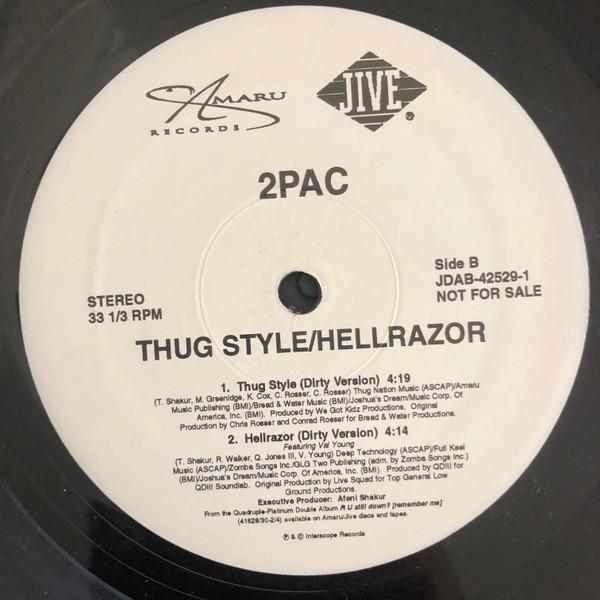 AMARU
RECORDS
JIVE
®
2PAC
STEREO
33 1/3 RPM
Side B
JDAB-42529-1
NOT FOR SALE
THUG STYLE/HELLRAZOR
1. Thug Style (Dirty Version) 4:19
(T. Shakur, M. Greenidge, K. Cox, C. Rosser, C. Rosser) Thug Nation Music (ASCAP)/Amaru
Music Publishing (BMI)/Bread & Water Music (BMI)/Joshua's Dream/Music Corp. Of
America, Inc. (BMI). Produced by We Got Kidz Productions. Original
Production by Chris Rosser and Conrad Rosser for Bread & Water Productions.
2. Hellrazor (Dirty Version) 4:14
Featuring Val Young
(T. Shakur, R. Walker, Q. Jones III, V. Young) Deep Technology (ASCAP)/Full Keel
Music (ASCAP)/Zomba Songs Inc./GLG Two Publishing (adm. by Zomba Songs Inc.)
(BMI)/Joshua's Dream/Music Corp. Of America, Inc. (BMI). Produced by QDIII for
QDIII Soundlab. Original Production by Live Squad for Top General Low
Ground Productions.
Executive Producer: Afeni Shakur
From the Quadruple-Platinum Double Album R U still down? [remember me]
(41628/30-2/4) available on Amaru/Jive discs and tapes.
℗ & © Interscope Records